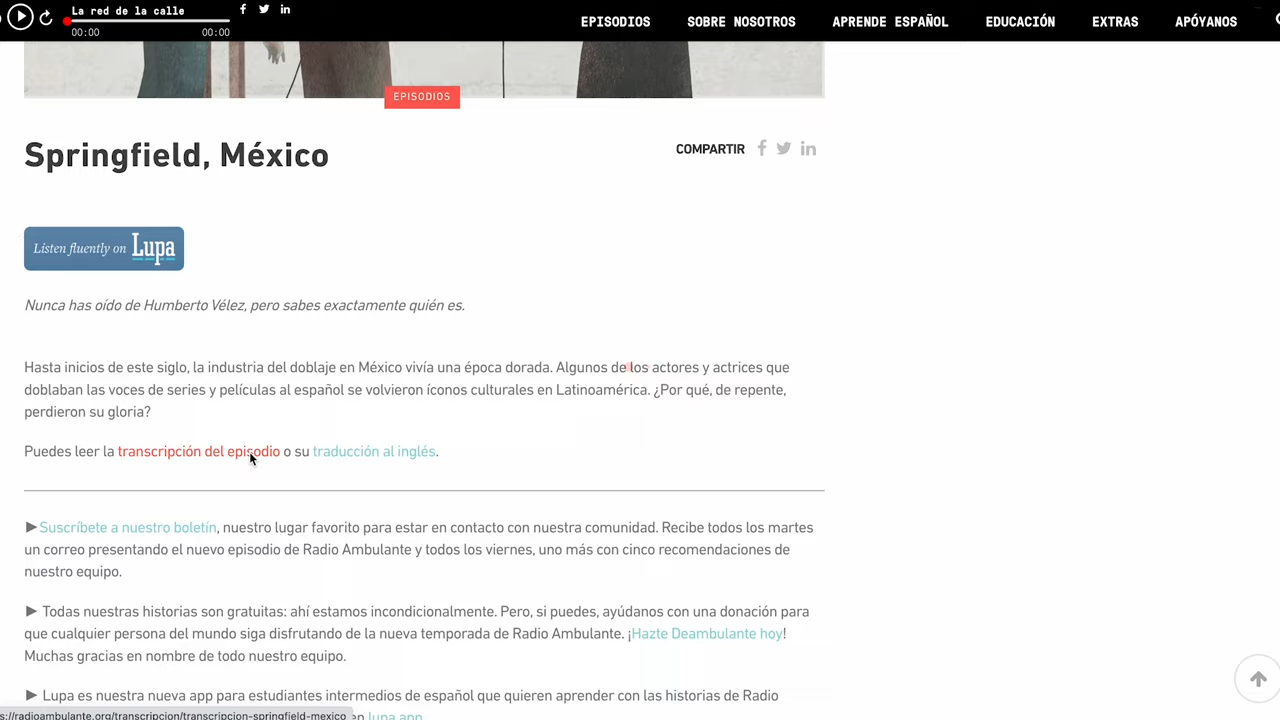 La red de la calle
00:00 00:00
EPISODIOS SOBRE NOSOTROS APRENDE ESPAÑOL EDUCACIÓN EXTRAS APÓYANOS
EPISODIOS
Springfield, México
COMPARTIR
Listen fluently on Lupa
Nunca has oído de Humberto Vélez, pero sabes exactamente quién es.
Hasta inicios de este siglo, la industria del doblaje en México vivía una época dorada. Algunos de los actores y actrices que
doblaban las voces de series y películas al español se volvieron íconos culturales en Latinoamérica. ¿Por qué, de repente,
perdieron su gloria?
Puedes leer la transcripción del episodio o su traducción al inglés.
►Suscríbete a nuestro boletín, nuestro lugar favorito para estar en contacto con nuestra comunidad. Recibe todos los martes
un correo presentando el nuevo episodio de Radio Ambulante y todos los viernes, uno más con cinco recomendaciones de
nuestro equipo.
► Todas nuestras historias son gratuitas: ahí estamos incondicionalmente. Pero, si puedes, ayúdanos con una donación para
que cualquier persona del mundo siga disfrutando de la nueva temporada de Radio Ambulante. ¡Hazte Deambulante hoy!
Muchas gracias en nombre de todo nuestro equipo.
► Lupa es nuestra nueva app para estudiantes intermedios de español que quieren aprender con las historias de Radio
s://radioambulante.org/transcripcion/transcripcion-springfield-mexico en lupa.app